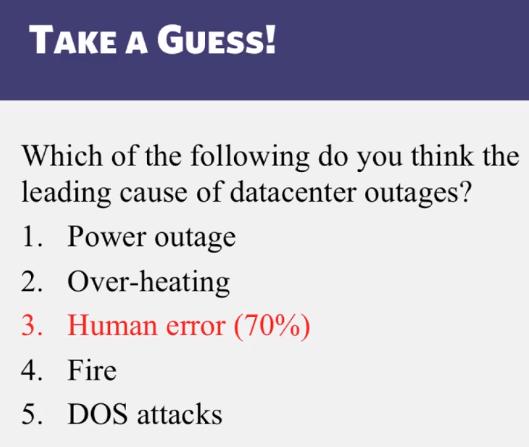 TAKE A GUESS!
Which of the following do you think the
leading cause of datacenter outages?
1. Power outage
2. Over-heating
3. Human error (70%)
4. Fire
5. DOS attacks